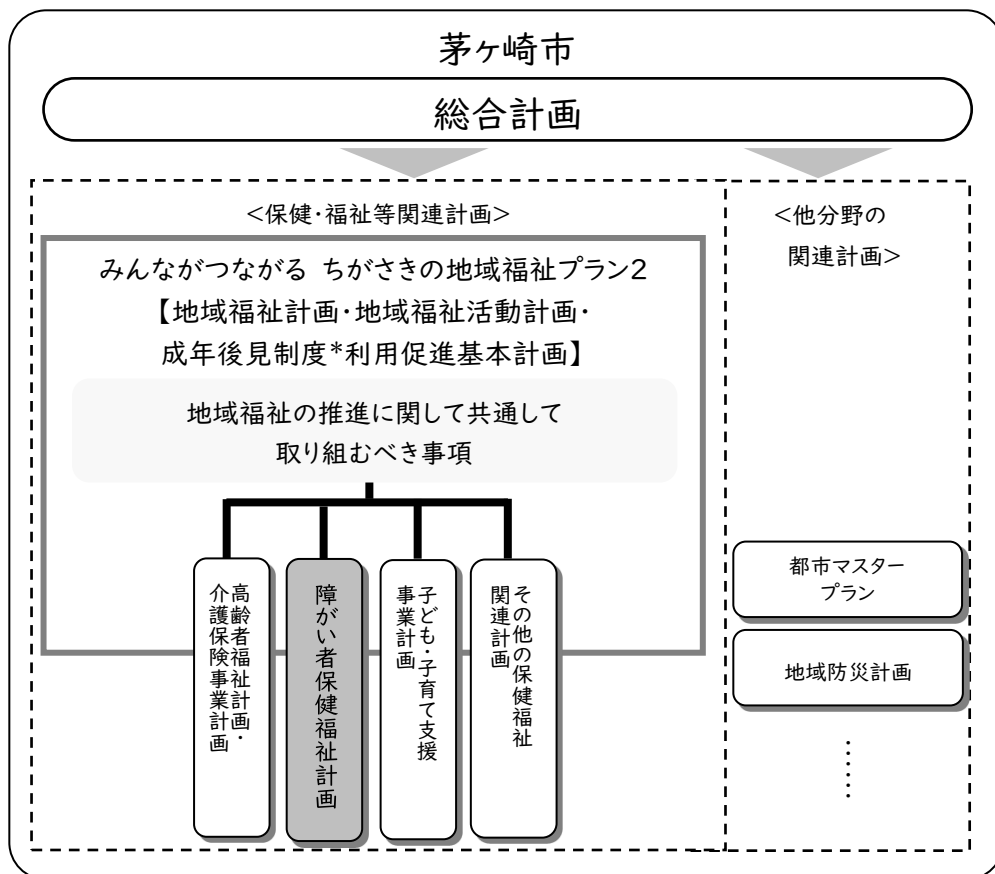 茅ヶ崎市
総合計画
<保健・福祉等関連計画>
みんながつながる ちがさきの地域福祉プラン2
【地域福祉計画・地域福祉活動計画・
成年後見制度*利用促進基本計画】
地域福祉の推進に関して共通して
取り組むべき事項
高齢者福祉計画・
介護保険事業計画
障がい者保健福祉計画
子ども・子育て支援
事業計画
その他の保健福祉
関連計画
<他分野の
関連計画>
都市マスター
プラン
地域防災計画
……